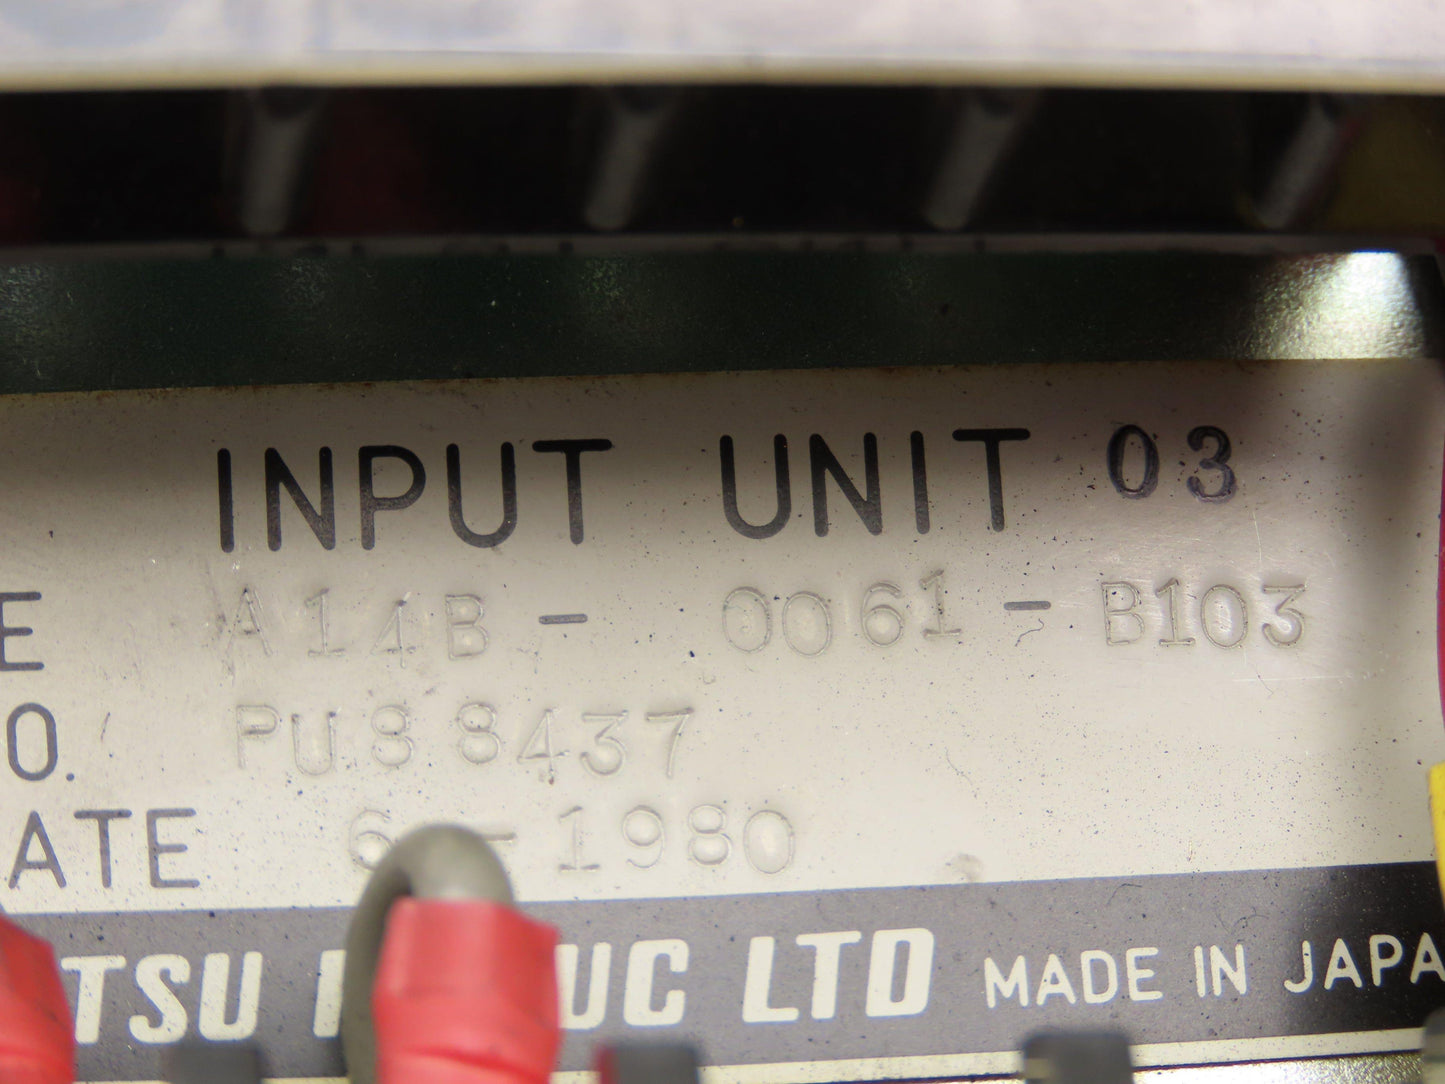 INPUT UNIT 03
E A14B - 0061 - B103
O. PU88437
ATE 6 - 1980
TSU F UC LTD MADE IN JAPA